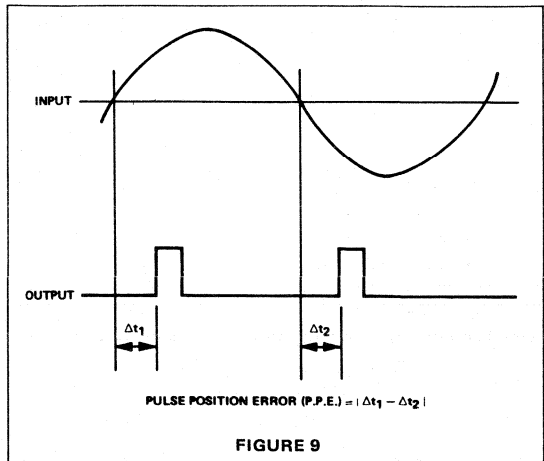 INPUT
OUTPUT
Δt₁
Δt₂
PULSE POSITION ERROR (P.P.E.) = | Δt₁ − Δt₂ |
FIGURE 9